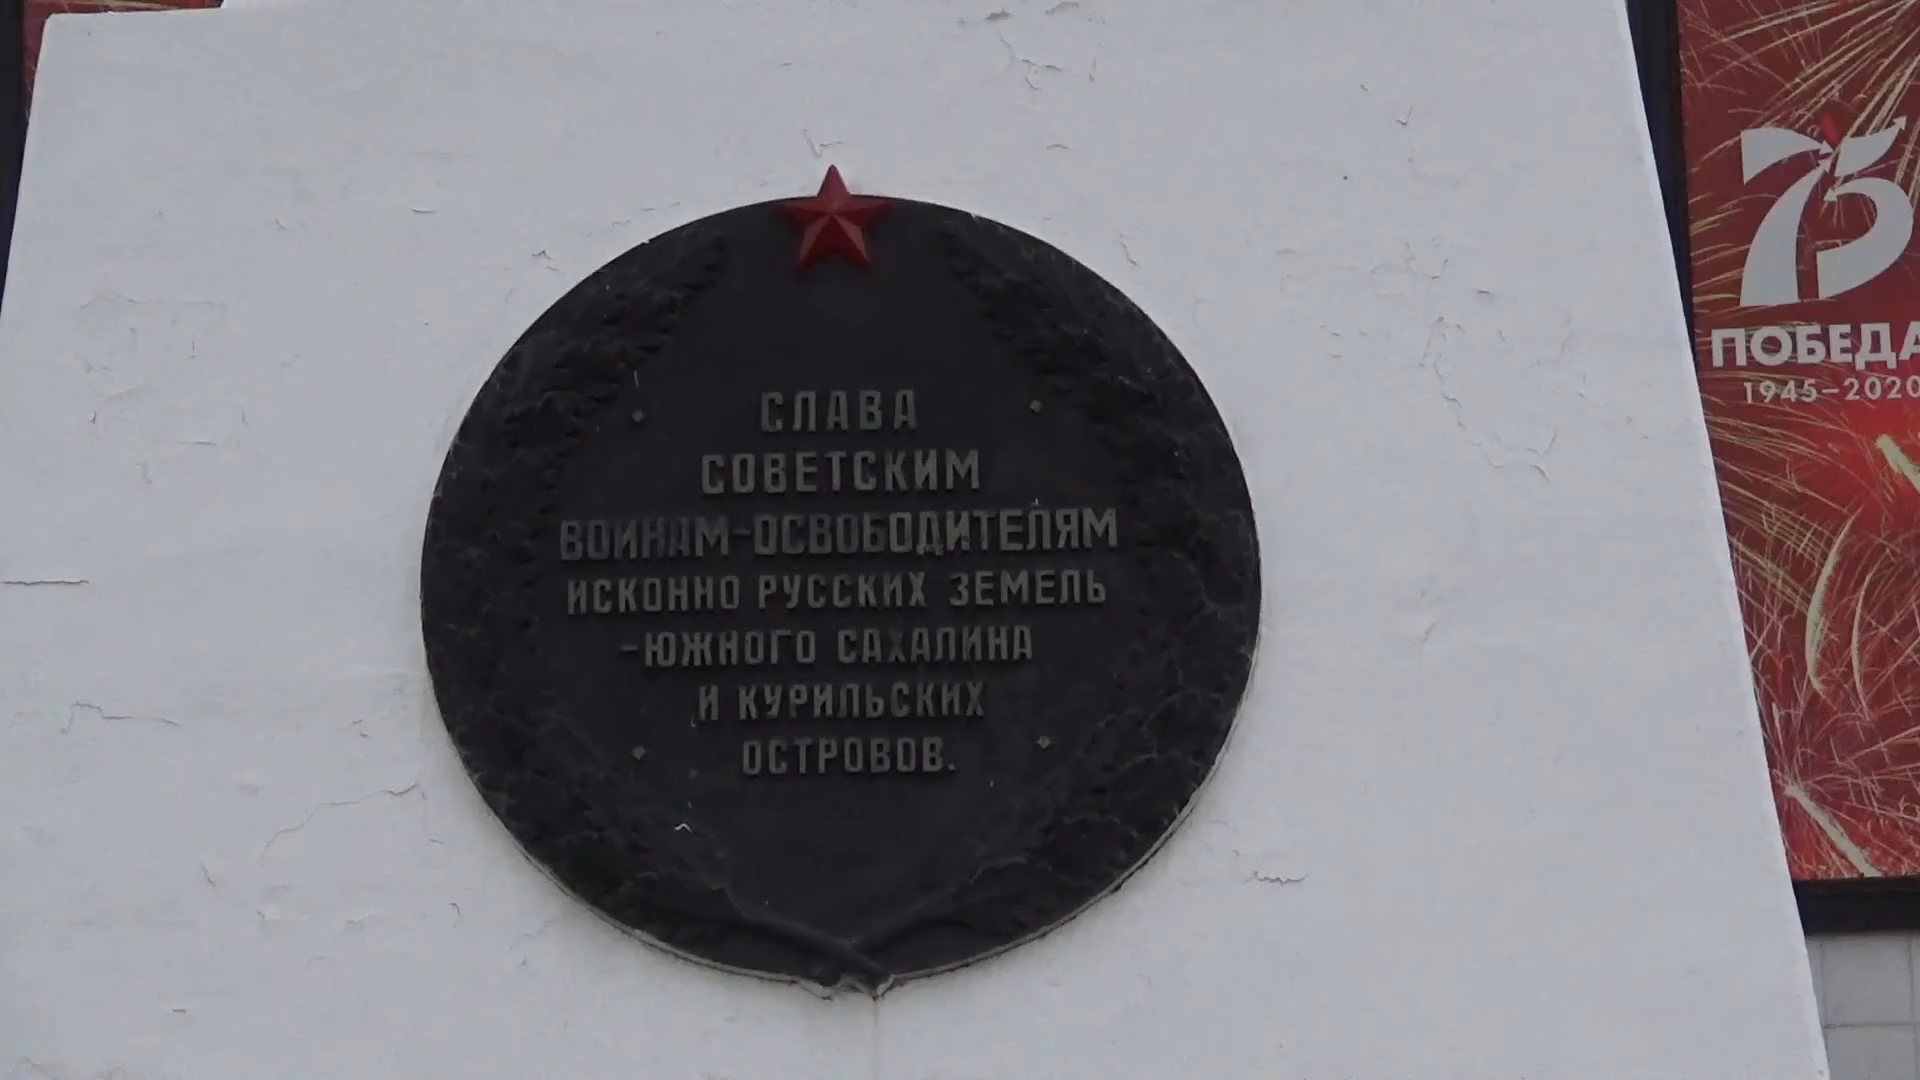 СЛАВА
СОВЕТСКИМ
ВОИНАМ-ОСВОБОДИТЕЛЯМ
ИСКОННО РУССКИХ ЗЕМЕЛЬ
-ЮЖНОГО САХАЛИНА
И КУРИЛЬСКИХ
ОСТРОВОВ.
75
ПОБЕДА
1945-2020